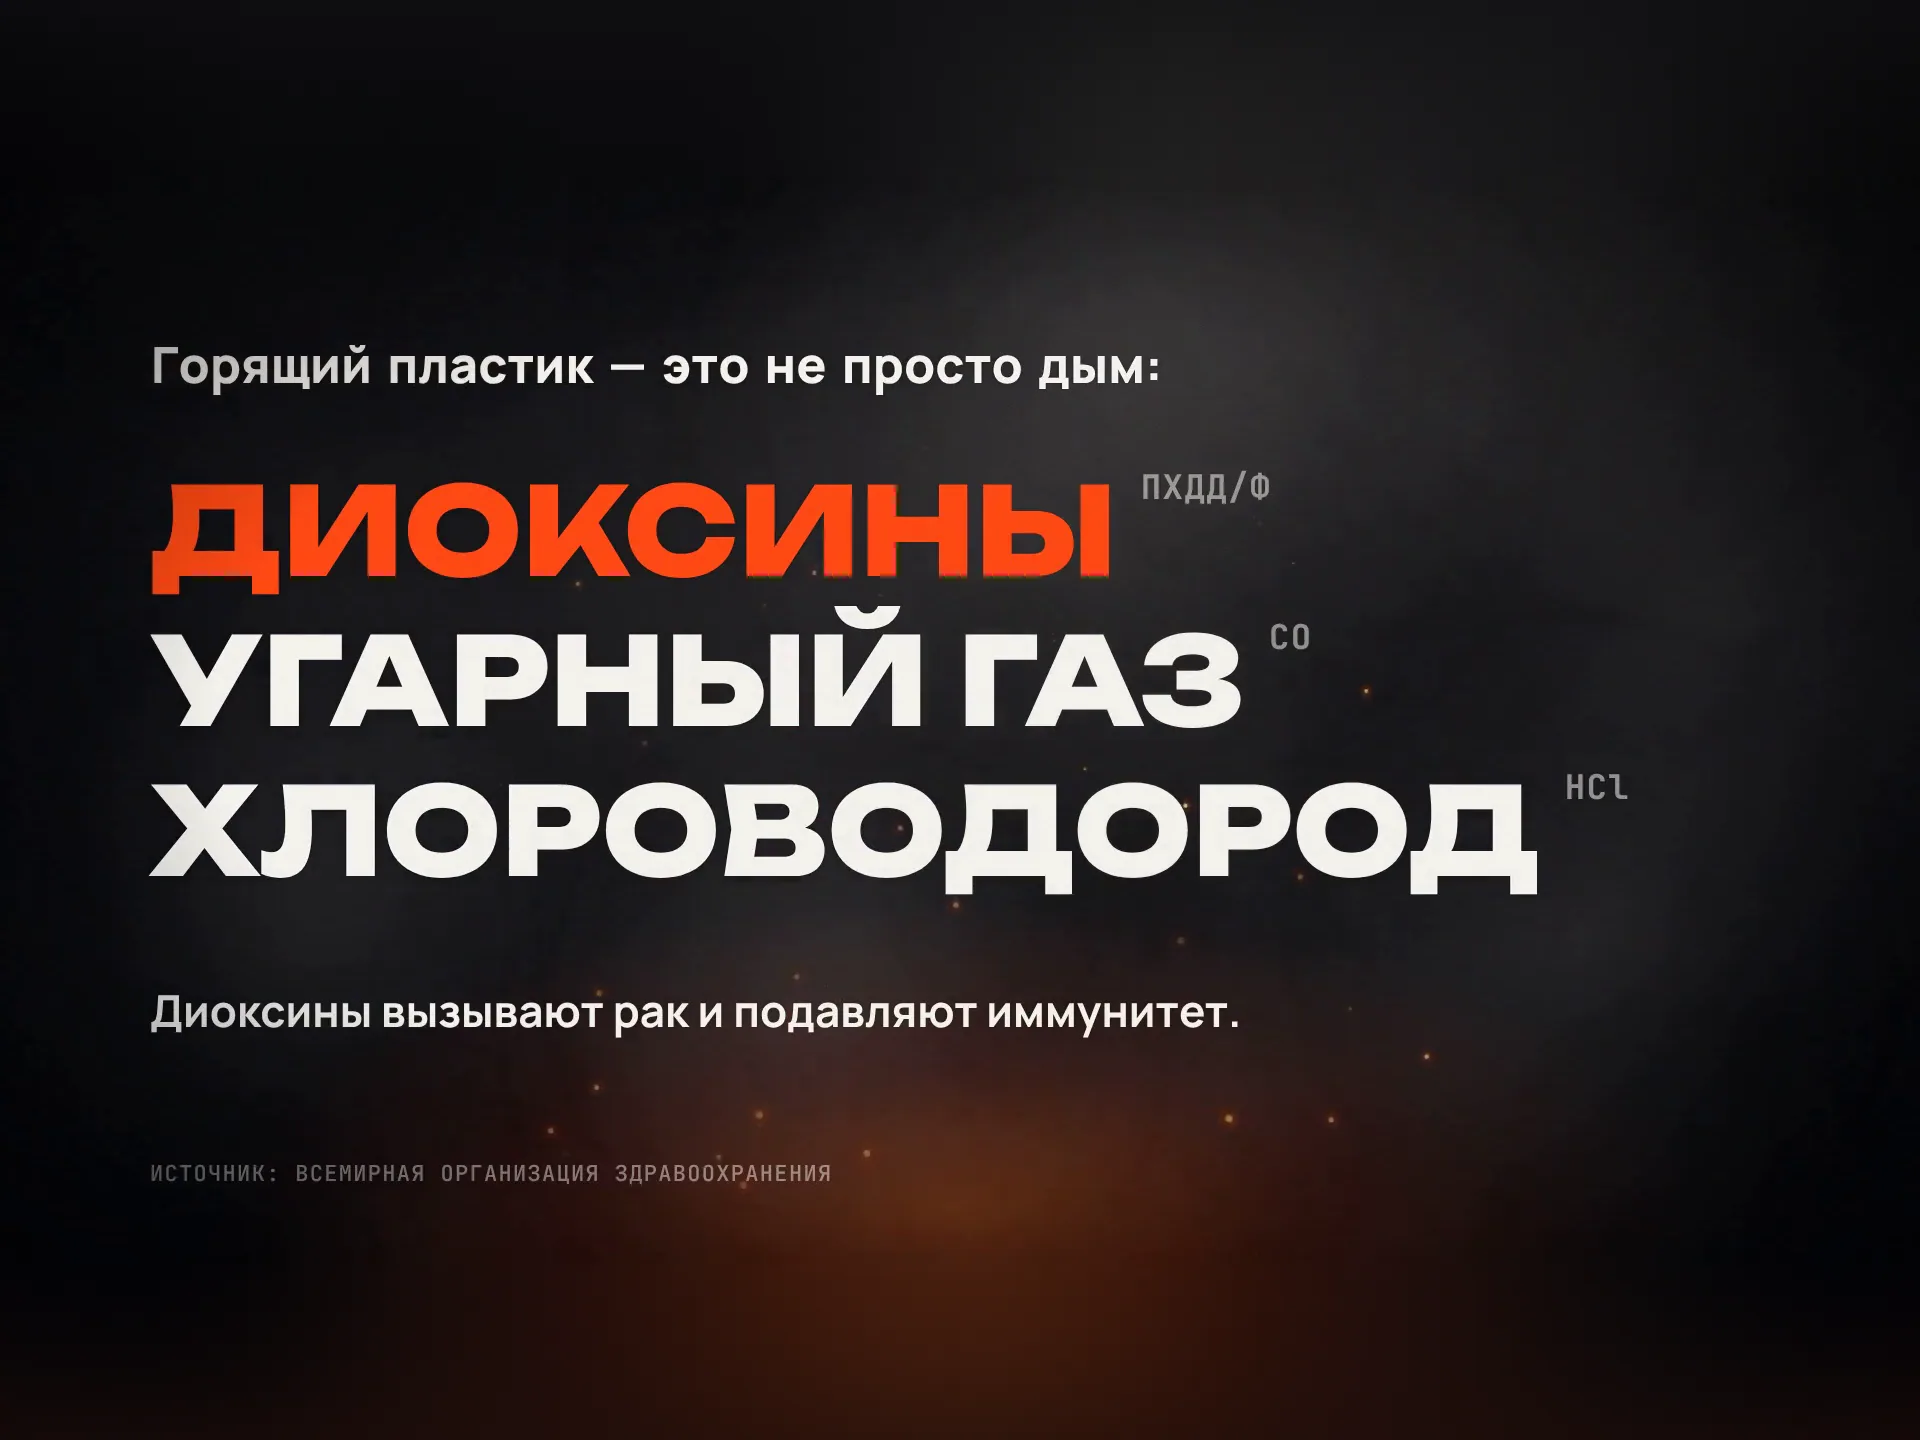 Горящий пластик — это не просто дым:
ДИОКСИНЫ ПХДД/Ф
УГАРНЫЙ ГАЗ CO
ХЛОРОВОДОРОД HCl
Диоксины вызывают рак и подавляют иммунитет.
ИСТОЧНИК: ВСЕМИРНАЯ ОРГАНИЗАЦИЯ ЗДРАВООХРАНЕНИЯ